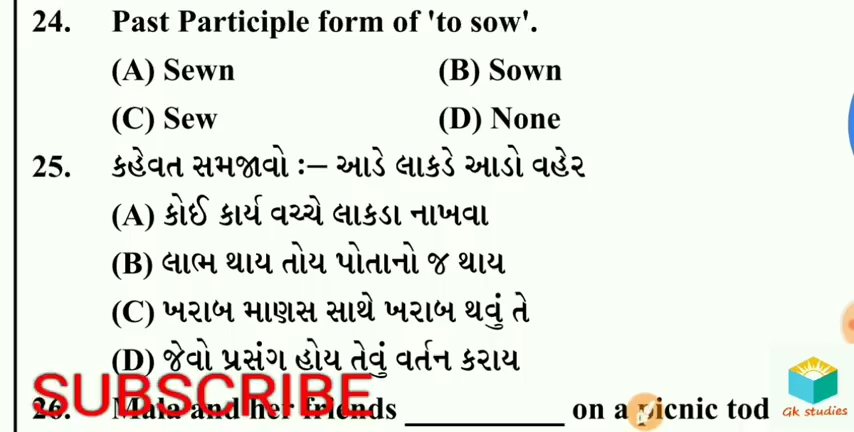 24. Past Participle form of 'to sow'.
(A) Sewn (B) Sown
(C) Sew (D) None
25. કહેવત સમજાવો :– આડે લાકડે આડો વહેર
(A) કોઈ કાર્ય વચ્ચે લાકડા નાખવા
(B) લાભ થાય તોય પોતાનો જ થાય
(C) ખરાબ માણસ સાથે ખરાબ થવું તે
(D) જેવો પ્રસંગ હોય તેવું વર્તન કરાય
SUBSCRIBE
26. Mala and her friends ____________ on a picnic tod
Gk studies